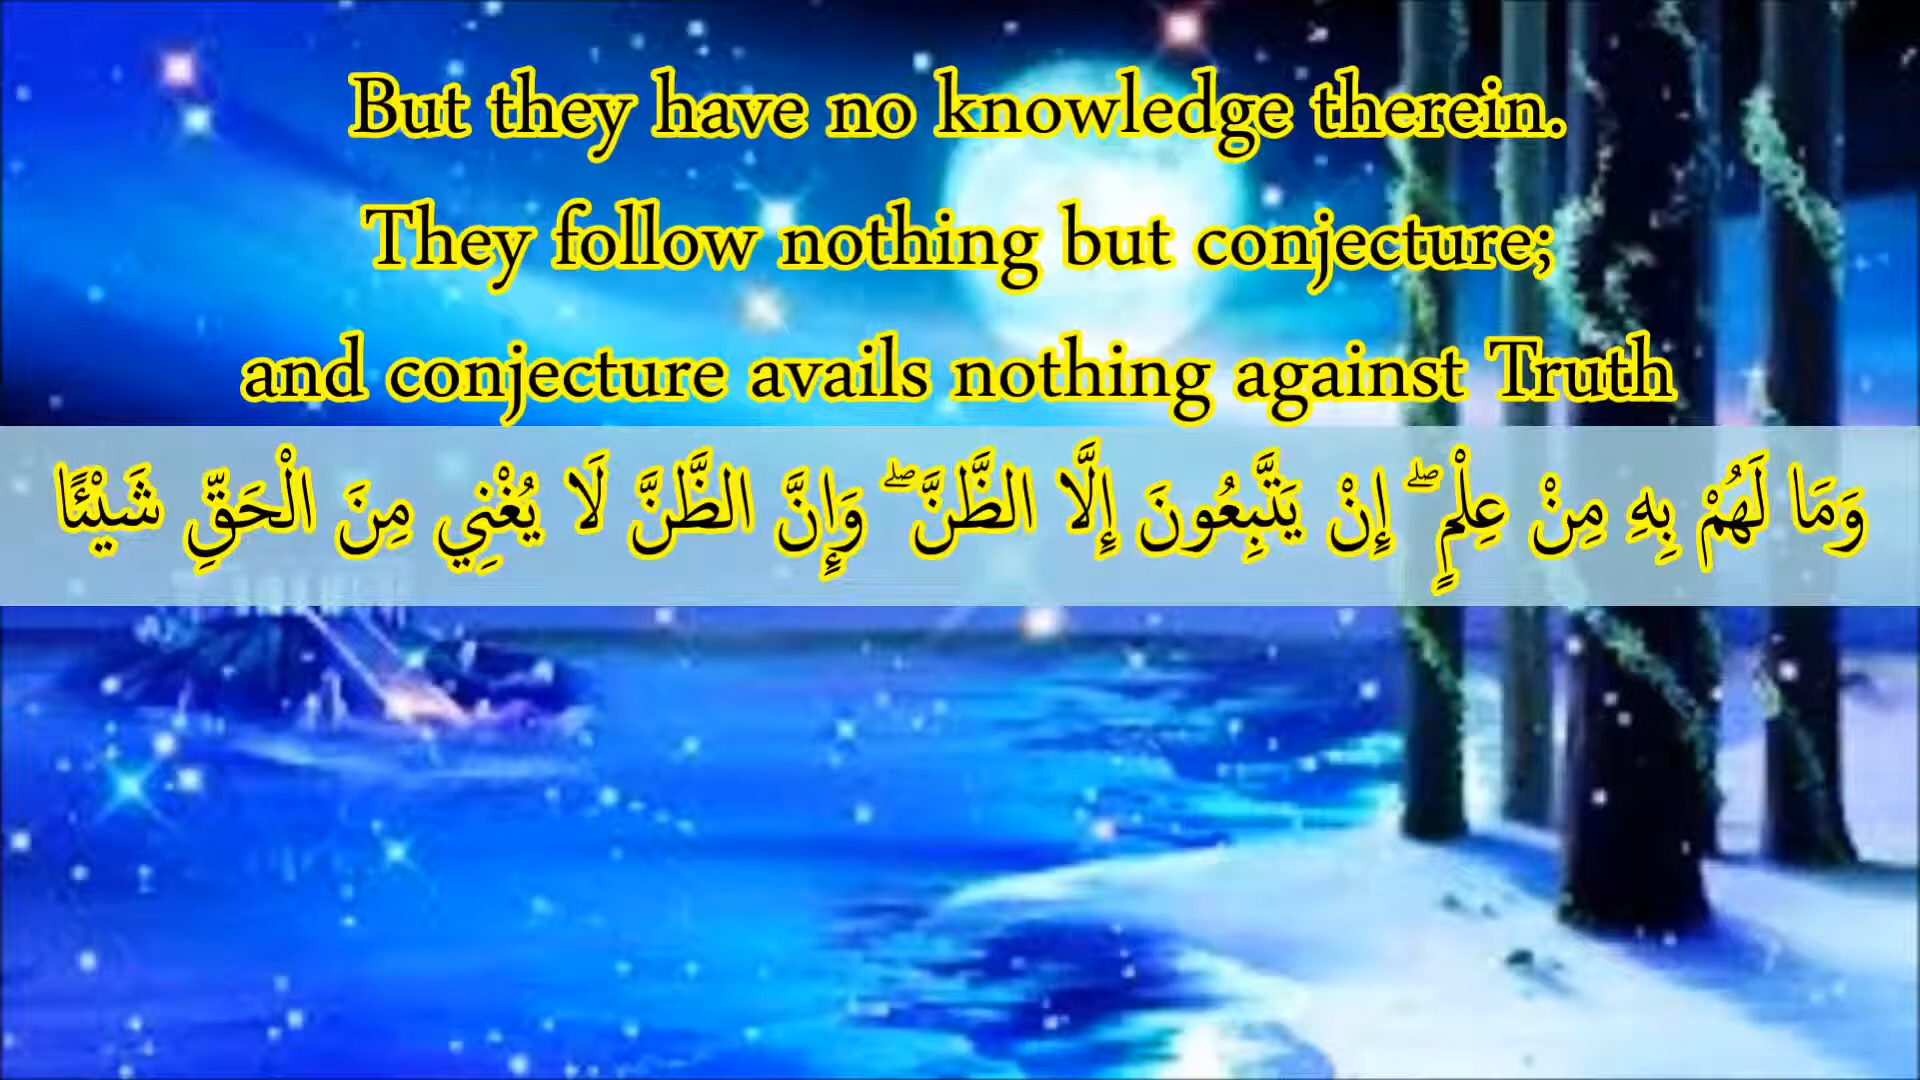 But they have no knowledge therein.
They follow nothing but conjecture;
and conjecture avails nothing against Truth
وَمَا لَهُمْ بِهِ مِنْ عِلْمٍ ۖ إِنْ يَتَّبِعُونَ إِلَّا الظَّنَّ ۖ وَإِنَّ الظَّنَّ لَا يُغْنِي مِنَ الْحَقِّ شَيْئًا